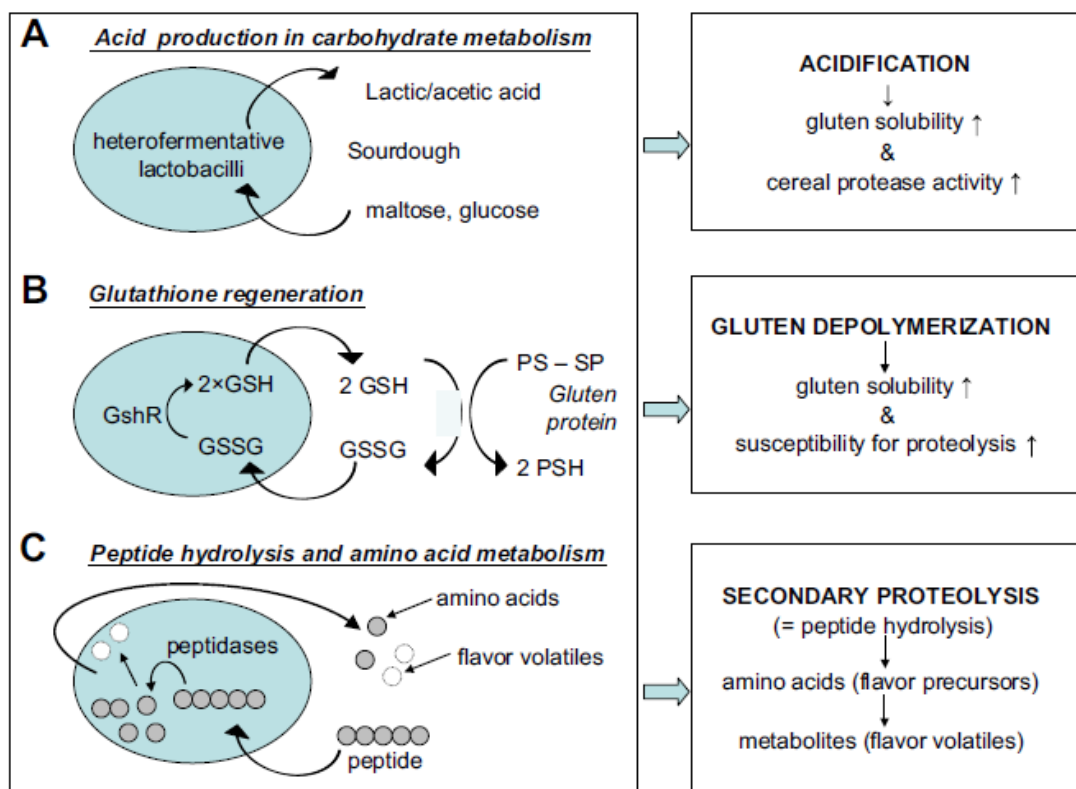 A
Acid production in carbohydrate metabolism
Lactic/acetic acid
heterofermentative
lactobacilli
Sourdough
maltose, glucose
ACIDIFICATION
↓
gluten solubility ↑
&
cereal protease activity ↑
B
Glutathione regeneration
2×GSH
GshR
GSSG
2 GSH
GSSG
PS – SP
Gluten
protein
2 PSH
GLUTEN DEPOLYMERIZATION
gluten solubility ↑
&
susceptibility for proteolysis ↑
C
Peptide hydrolysis and amino acid metabolism
amino acids
peptidases
flavor volatiles
peptide
SECONDARY PROTEOLYSIS
(= peptide hydrolysis)
amino acids (flavor precursors)
metabolites (flavor volatiles)